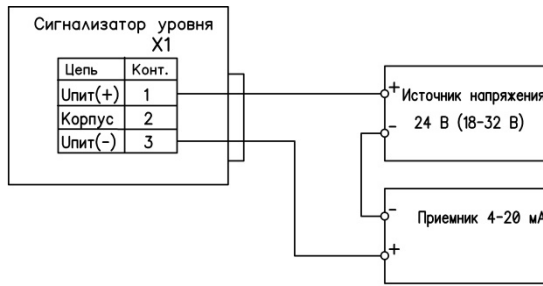 Сигнализатор уровня
X1
Цепь Конт.
Uпит(+) 1
Корпус 2
Uпит(-) 3
+ Источник напряжения
- 24 В (18-32 В)
- Приемник 4-20 мА
+